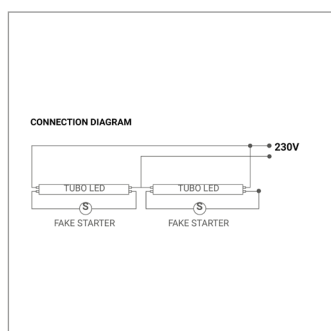 CONNECTION DIAGRAM
230V
TUBO LED TUBO LED
S S
FAKE STARTER FAKE STARTER